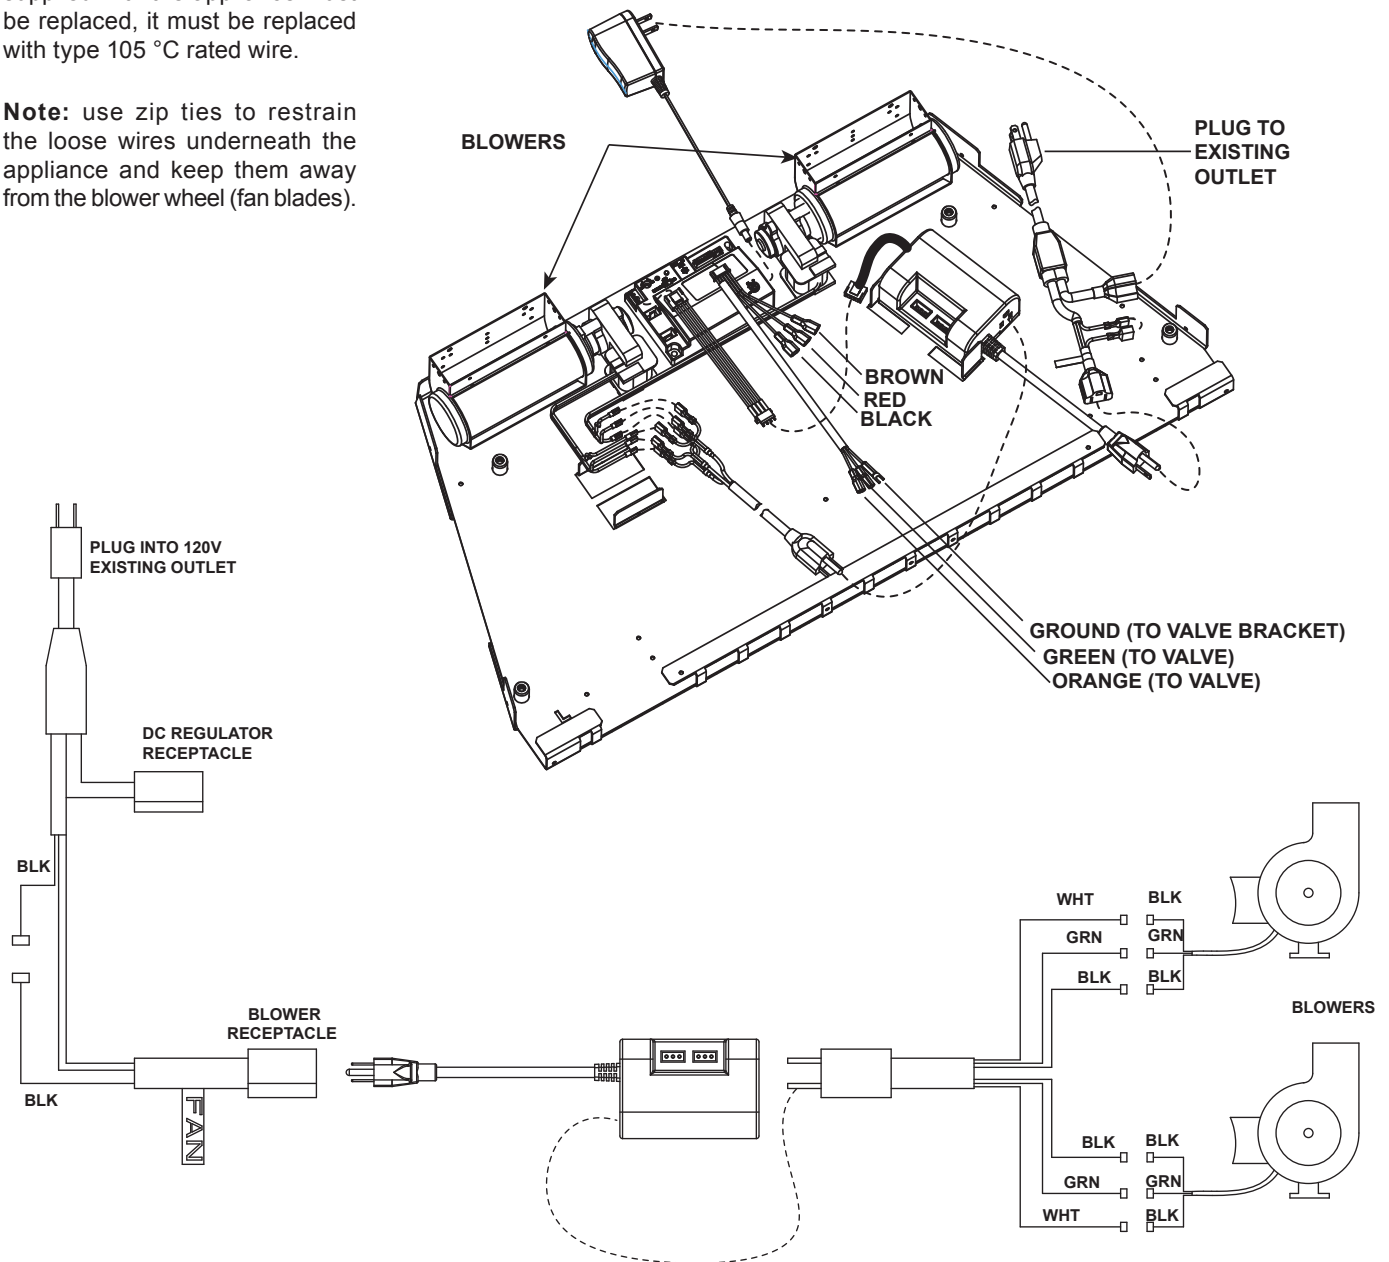 be replaced, it must be replaced
with type 105 °C rated wire.
Note: use zip ties to restrain
the loose wires underneath the
appliance and keep them away
from the blower wheel (fan blades).
BLOWERS
PLUG TO
EXISTING
OUTLET
BROWN
RED
BLACK
GROUND (TO VALVE BRACKET)
GREEN (TO VALVE)
ORANGE (TO VALVE)
PLUG INTO 120V
EXISTING OUTLET
DC REGULATOR
RECEPTACLE
BLK
BLK
BLOWER
RECEPTACLE
FAN
WHT BLK
GRN GRN
BLK BLK
BLOWERS
BLK BLK
GRN GRN
WHT BLK